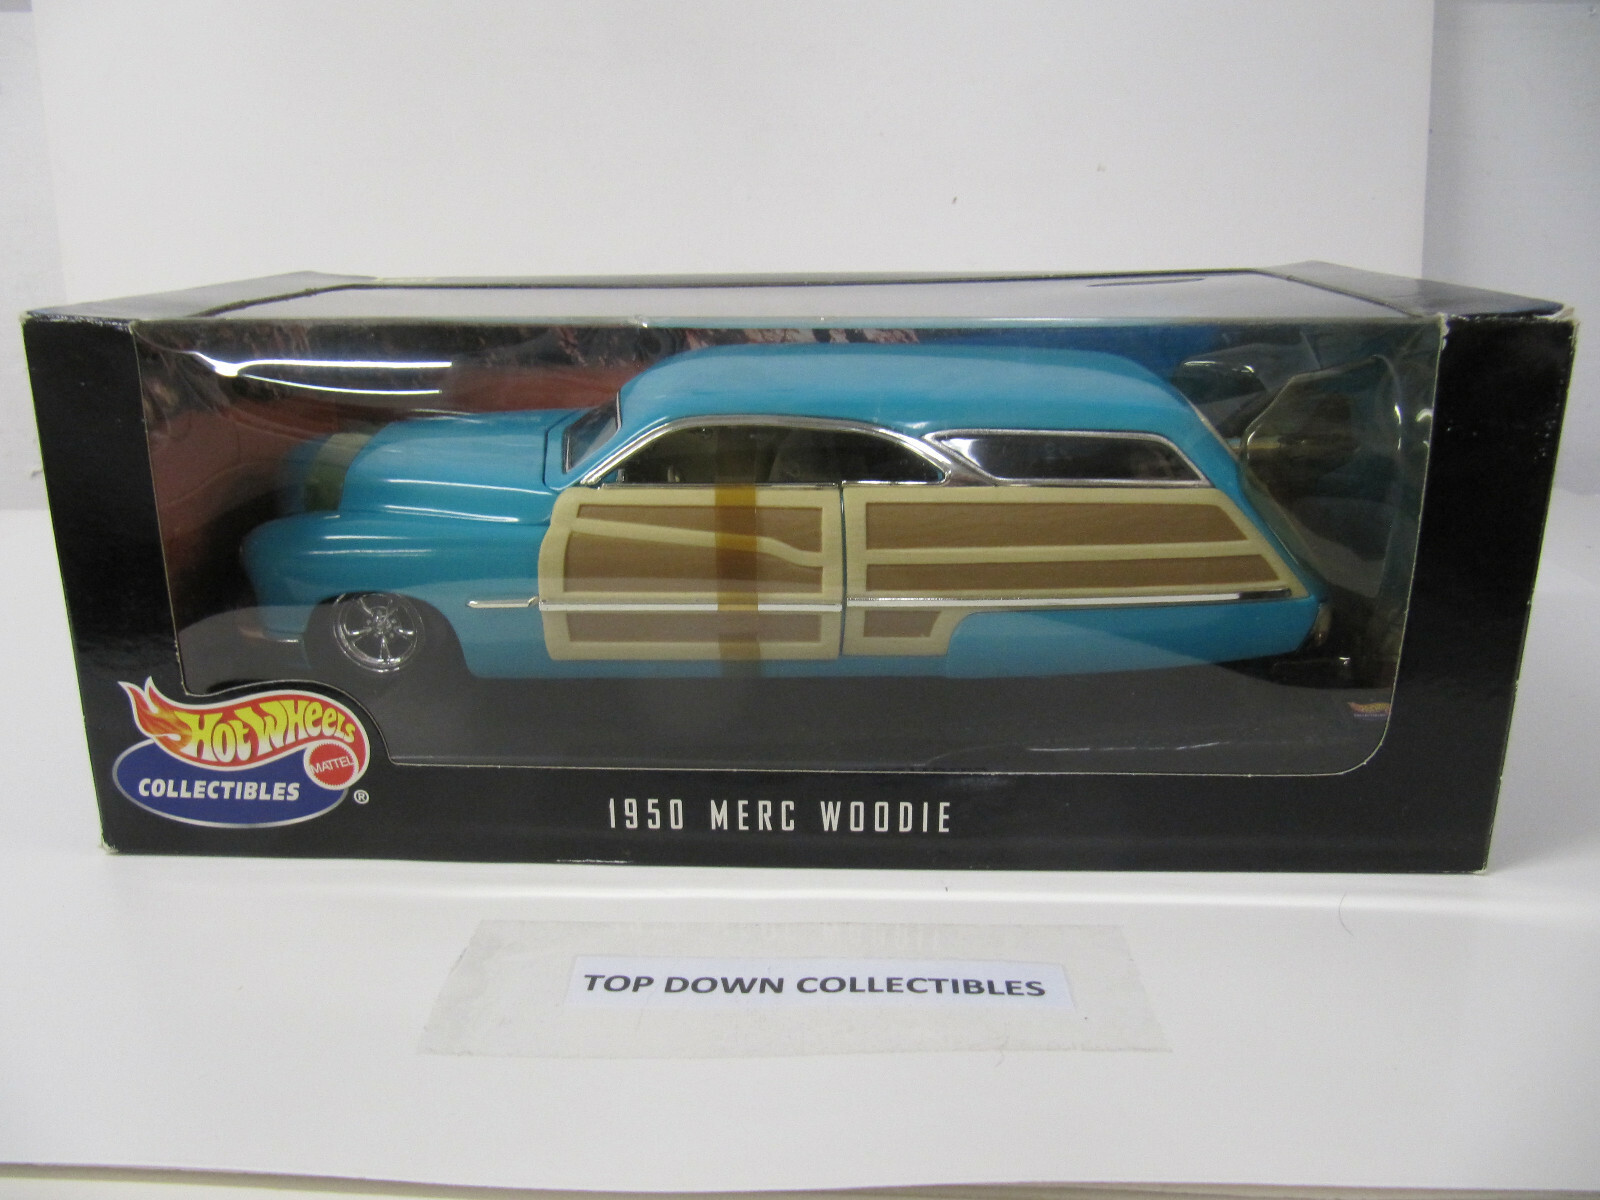 HOT WHEELS
MATTEL
COLLECTIBLES ®
1950 MERC WOODIE
TOP DOWN COLLECTIBLES